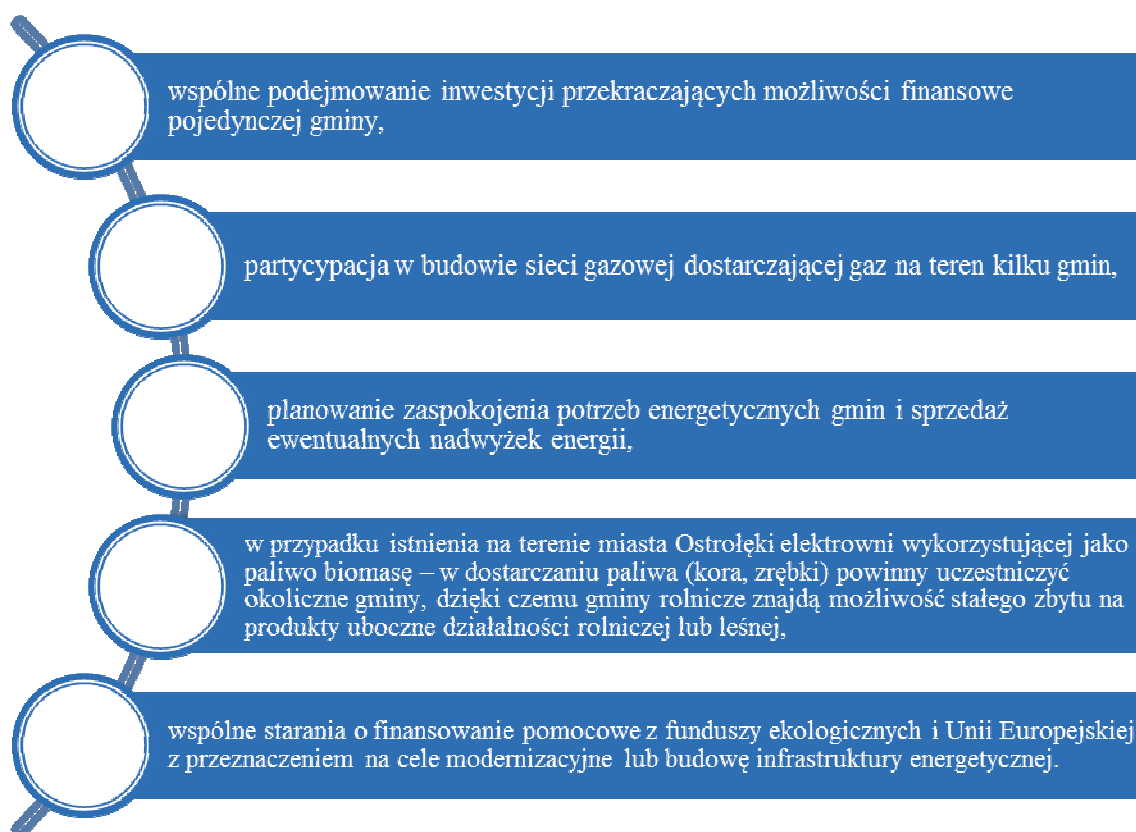 wspólne podejmowanie inwestycji przekraczających możliwości finansowe
pojedynczej gminy,
partycypacja w budowie sieci gazowej dostarczającej gaz na teren kilku gmin,
planowanie zaspokojenia potrzeb energetycznych gmin i sprzedaż
ewentualnych nadwyżek energii,
w przypadku istnienia na terenie miasta Ostrołęki elektrowni wykorzystującej jako
paliwo biomasę – w dostarczaniu paliwa (kora, zrębki) powinny uczestniczyć
okoliczne gminy, dzięki czemu gminy rolnicze znajdą możliwość stałego zbytu na
produkty uboczne działalności rolniczej lub leśnej,
wspólne starania o finansowanie pomocowe z funduszy ekologicznych i Unii Europejskiej
z przeznaczeniem na cele modernizacyjne lub budowę infrastruktury energetycznej.